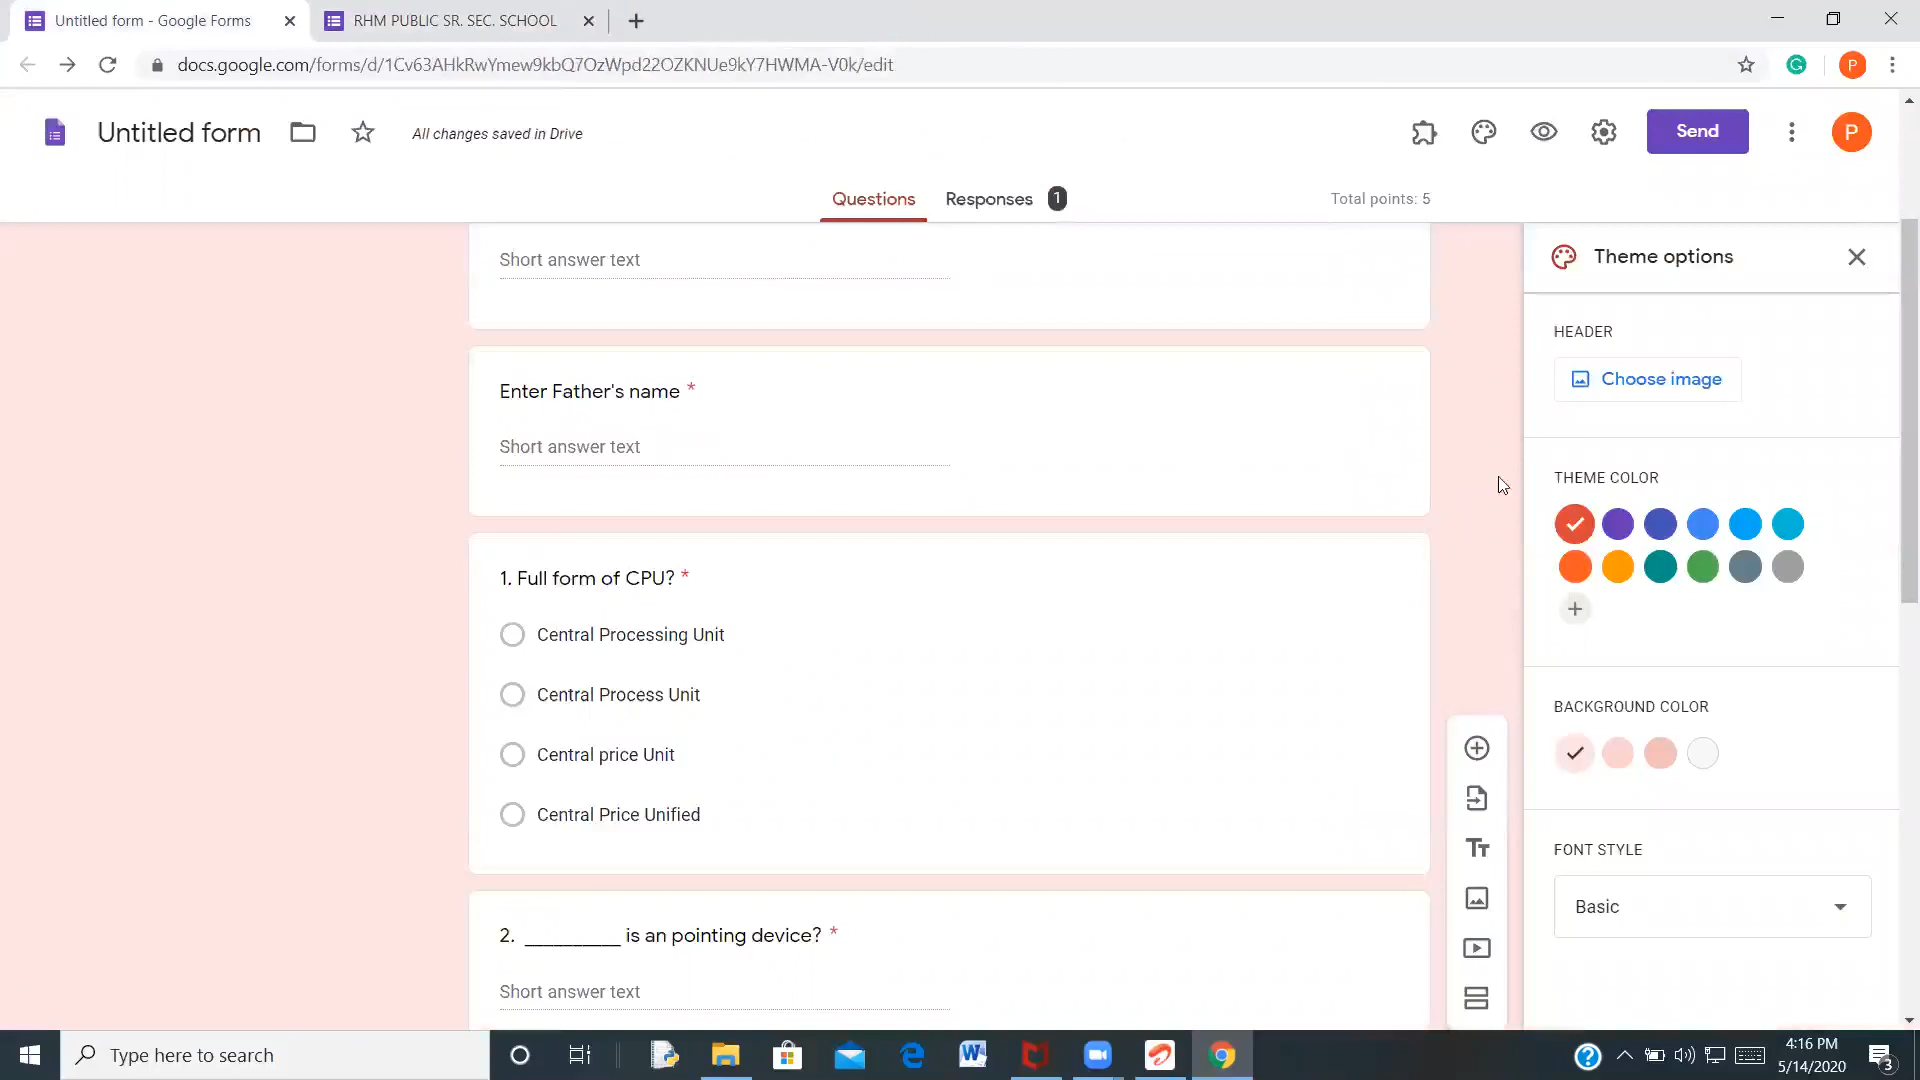 Untitled form - Google Forms
RHM PUBLIC SR. SEC. SCHOOL
docs.google.com/forms/d/1Cv63AHkRwYmew9kbQ7OzWpd22OZKNUe9kY7HWMA-V0k/edit
P
Untitled form
All changes saved in Drive
Send
P
Questions
Responses 1
Total points: 5
Short answer text
Theme options
HEADER
Choose image
Enter Father's name *
Short answer text
THEME COLOR
1. Full form of CPU? *
Central Processing Unit
Central Process Unit
Central price Unit
Central Price Unified
BACKGROUND COLOR
FONT STYLE
Basic
2. __________ is an pointing device? *
Short answer text
Type here to search
4:16 PM
5/14/2020
3